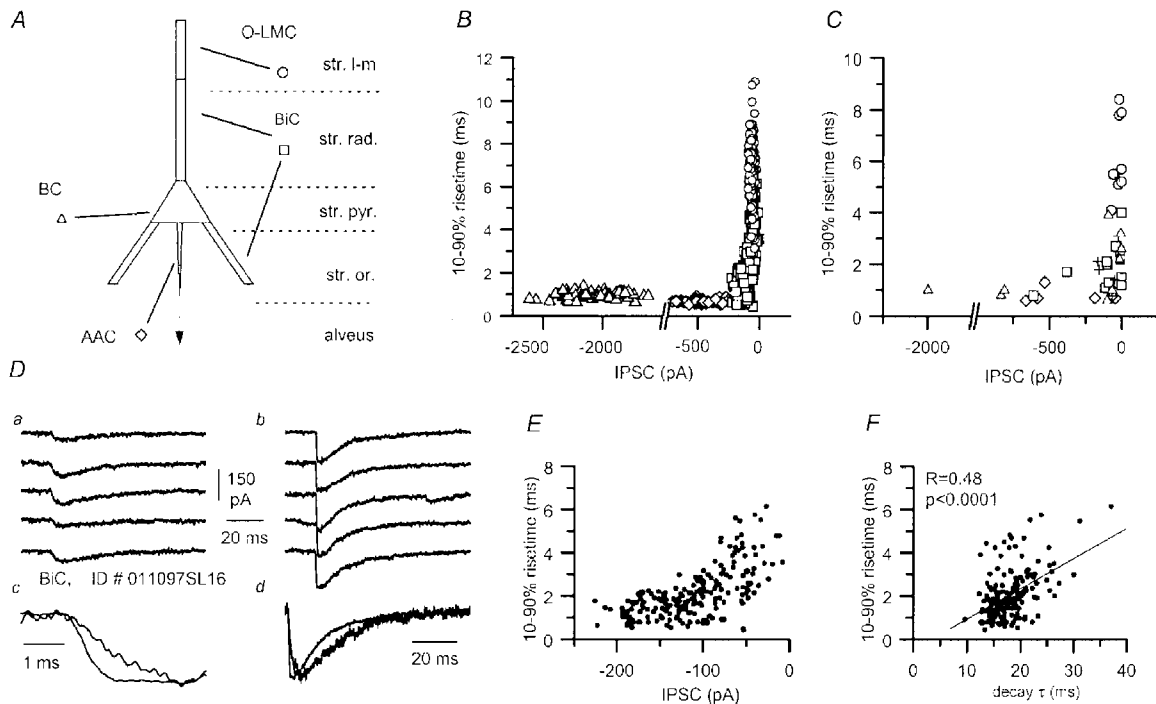 A
O-LMC
str. l-m
BiC
str. rad.
BC
str. pyr.
str. or.
AAC
alveus
B
10-90% risetime (ms)
12
10
8
6
4
2
0
-2500
-2000
-500
0
IPSC (pA)
C
10-90% risetime (ms)
10
8
6
4
2
0
-2000
-500
0
IPSC (pA)
D
a
b
150
pA
20 ms
BiC, ID # 011097SL16
c
d
1 ms
20 ms
E
10-90% risetime (ms)
8
6
4
2
0
-200
-100
0
IPSC (pA)
F
R=0.48
p<0.0001
10-90% risetime (ms)
8
6
4
2
0
0
10
20
30
40
decay τ (ms)